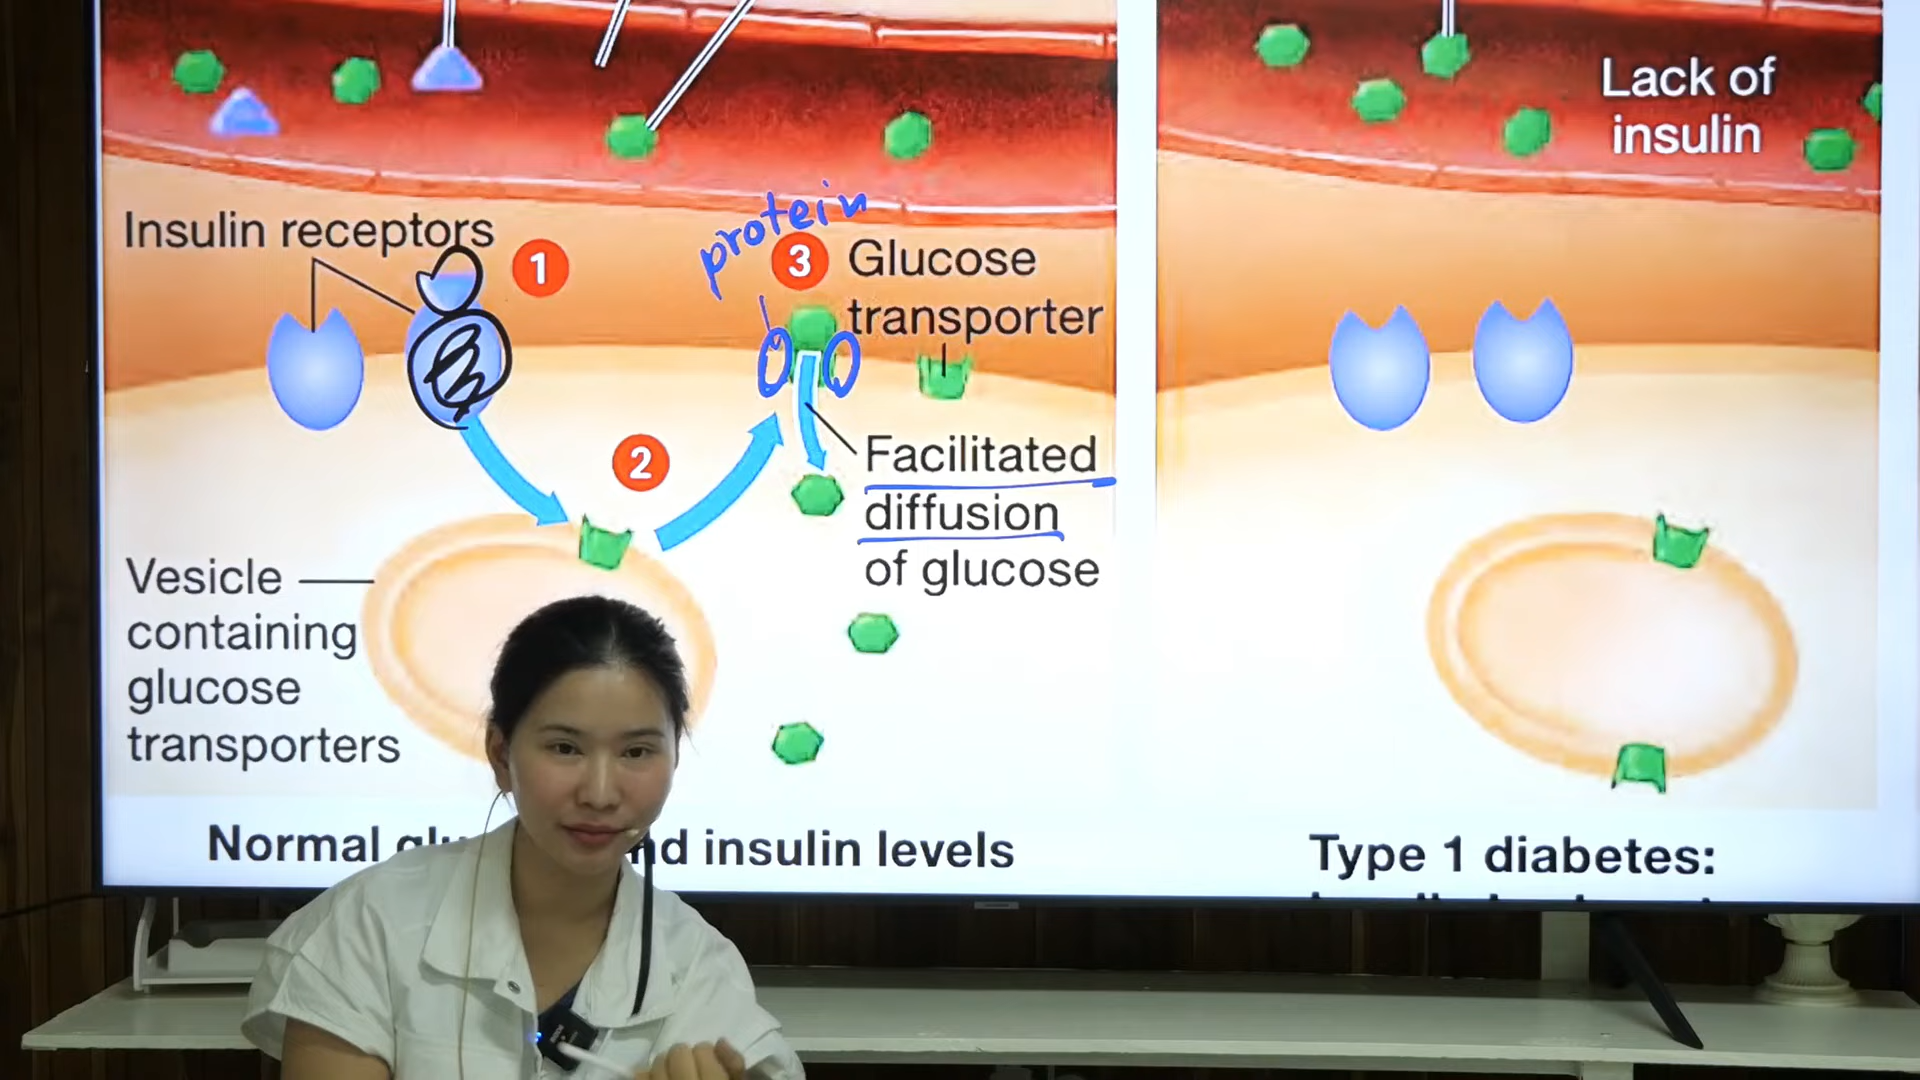 Lack of
insulin
Insulin receptors
1
protein
3
Glucose
transporter
2
Facilitated
diffusion
of glucose
Vesicle
containing
glucose
transporters
Normal
nd insulin levels
Type 1 diabetes: